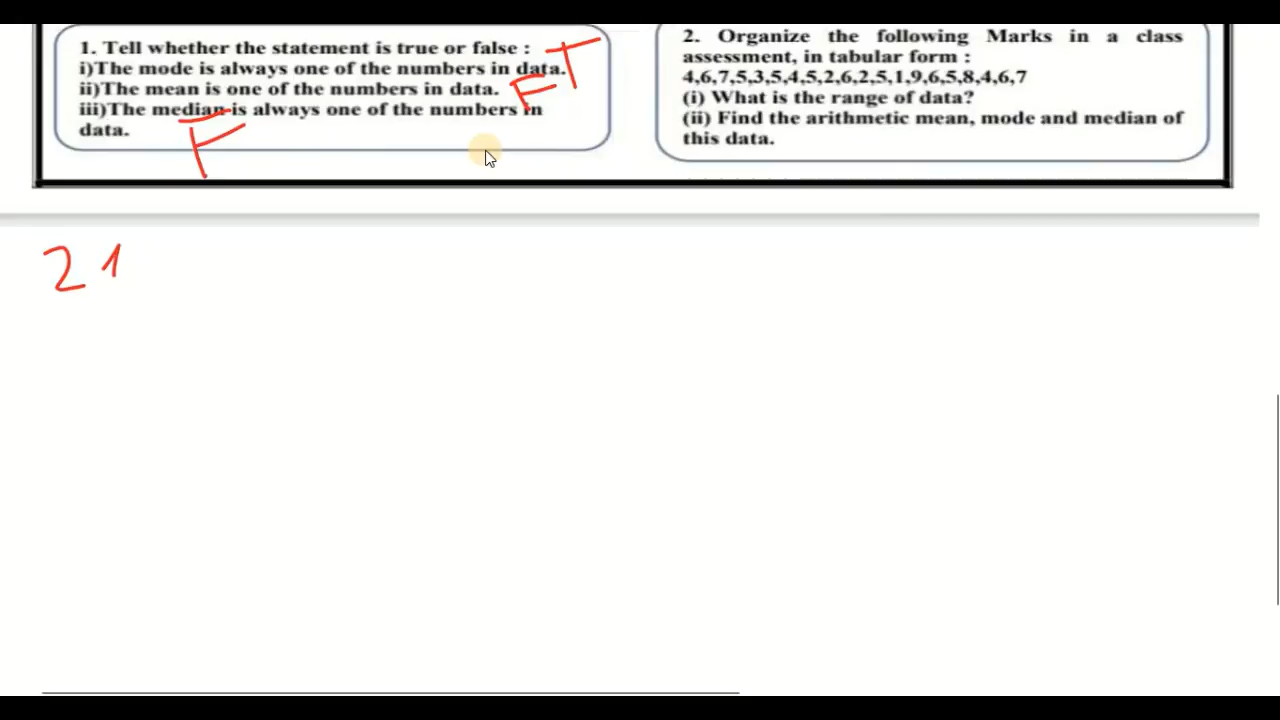 1. Tell whether the statement is true or false :
i)The mode is always one of the numbers in data. T
ii)The mean is one of the numbers in data. F
iii)The median is always one of the numbers in
data. F
2. Organize the following Marks in a class
assessment, in tabular form :
4,6,7,5,3,5,4,5,2,6,2,5,1,9,6,5,8,4,6,7
(i) What is the range of data?
(ii) Find the arithmetic mean, mode and median of
this data.
2 1